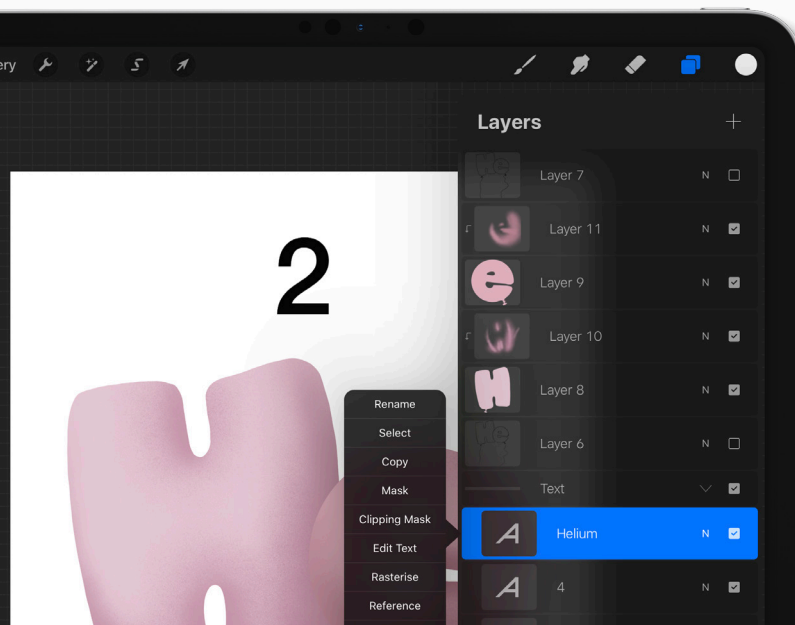 ery
Layers
Layer 7
N
Layer 11
N
2
Layer 9
N
Layer 10
N
Layer 8
N
Rename
Select
Copy
Layer 6
N
Mask
Text
Clipping Mask
Helium
N
Edit Text
Rasterise
4
N
Reference